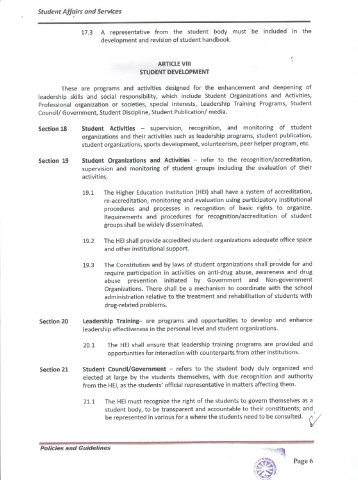 Student Affairs and Services
17.3 A representative from the student body must be included in the
development and revision of student handbook.
ARTICLE VIII
STUDENT DEVELOPMENT
These are programs and activities designed for the enhancement and deepening of
leadership skills and social responsibility, which include Student Organizations and Activities,
Professional organization or societies, special interests, Leadership Training Programs, Student
Council/ Government, Student Discipline, Student Publication/ media.
Section 18 Student Activities – supervision, recognition, and monitoring of student
organizations and their activities such as leadership programs, student publication,
student organizations, sports development, volunteerism, peer helper program, etc.
Section 19 Student Organizations and Activities – refer to the recognition/accreditation,
supervision and monitoring of student groups including the evaluation of their
activities.
19.1 The Higher Education Institution (HEI) shall have a system of accreditation,
re-accreditation, monitoring and evaluation using participatory institutional
procedures and processes in recognition of basic rights to organize.
Requirements and procedures for recognition/accreditation of student
groups shall be widely disseminated.
19.2 The HEI shall provide accredited student organizations adequate office space
and other institutional support.
19.3 The Constitution and by laws of student organizations shall provide for and
require participation in activities on anti-drug abuse, awareness and drug
abuse prevention initiated by Government and Non-government
Organizations. There shall be a mechanism to coordinate with the school
administration relative to the treatment and rehabilitation of students with
drug-related problems.
Section 20 Leadership Training– are programs and opportunities to develop and enhance
leadership effectiveness in the personal level and student organizations.
20.1 The HEI shall ensure that leadership training programs are provided and
opportunities for interaction with counterparts from other institutions.
Section 21 Student Council/Government – refers to the student body duly organized and
elected at large by the students themselves, with due recognition and authority
from the HEI, as the students' official representative in matters affecting them.
21.1 The HEI must recognize the right of the students to govern themselves as a
student body, to be transparent and accountable to their constituents; and
be represented in various for a where the students need to be consulted.
Policies and Guidelines
Page 6